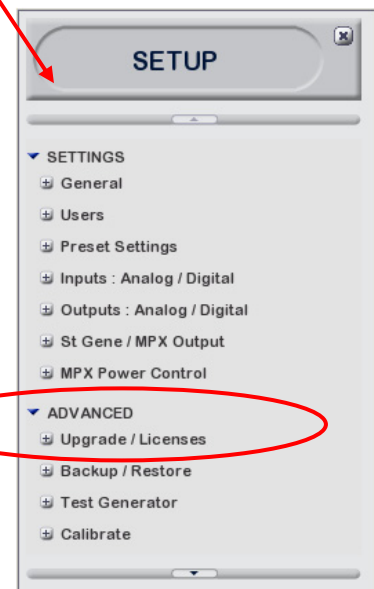 SETUP
SETTINGS
General
Users
Preset Settings
Inputs : Analog / Digital
Outputs : Analog / Digital
St Gene / MPX Output
MPX Power Control
ADVANCED
Upgrade / Licenses
Backup / Restore
Test Generator
Calibrate